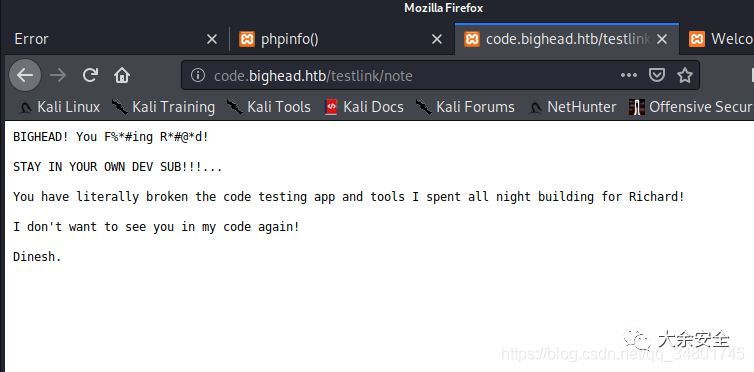 Mozilla Firefox
Error
phpinfo()
code.bighead.htb/testlink
Welco
code.bighead.htb/testlink/note
Kali Linux Kali Training Kali Tools Kali Docs Kali Forums NetHunter Offensive Secur
BIGHEAD! You F%*#ing R*#@*d!
STAY IN YOUR OWN DEV SUB!!!...
You have literally broken the code testing app and tools I spent all night building for Richard!
I don't want to see you in my code again!
Dinesh.
大余安全
https://blog.csdn.net/qq_34801745